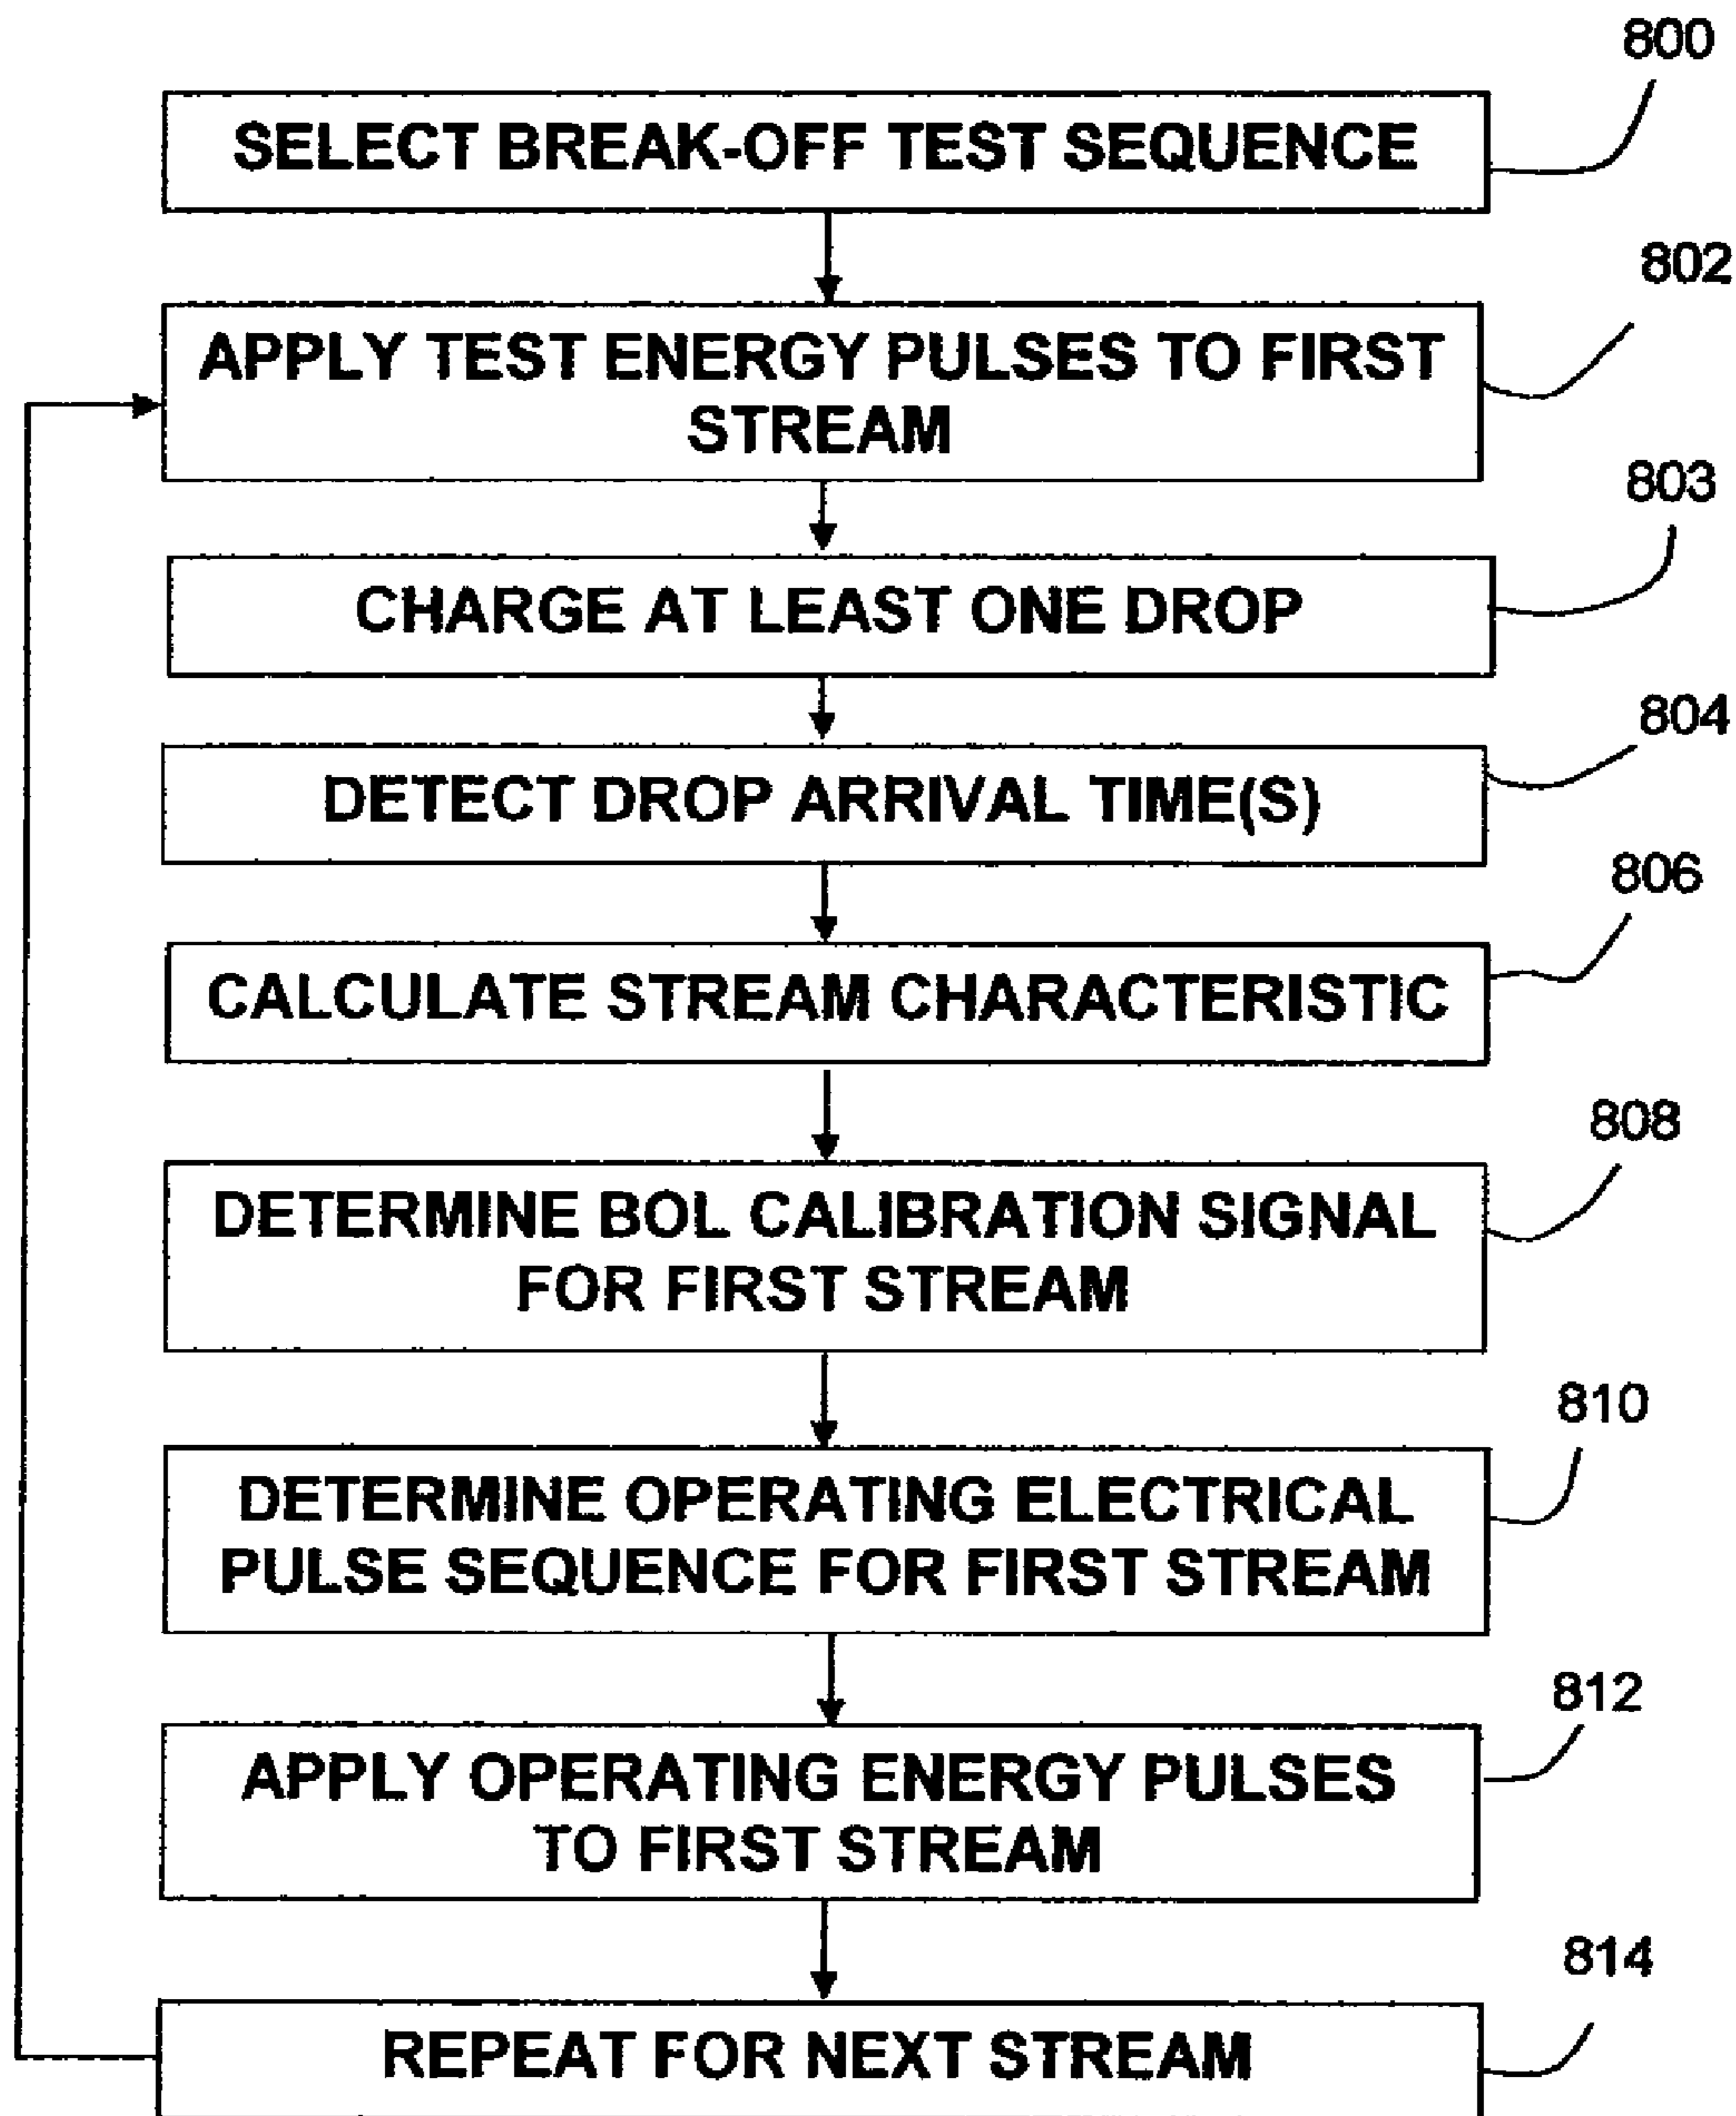 800
SELECT BREAK-OFF TEST SEQUENCE
802
APPLY TEST ENERGY PULSES TO FIRST
STREAM
803
CHARGE AT LEAST ONE DROP
804
DETECT DROP ARRIVAL TIME(S)
806
CALCULATE STREAM CHARACTERISTIC
808
DETERMINE BOL CALIBRATION SIGNAL
FOR FIRST STREAM
810
DETERMINE OPERATING ELECTRICAL
PULSE SEQUENCE FOR FIRST STREAM
812
APPLY OPERATING ENERGY PULSES
TO FIRST STREAM
814
REPEAT FOR NEXT STREAM